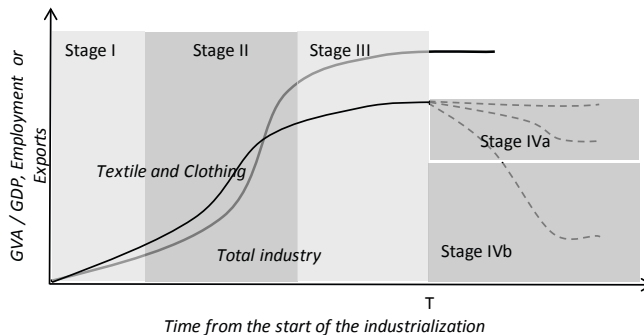 GVA / GDP, Employment or
Exports
Stage I
Stage II
Stage III
Textile and Clothing
Total industry
Stage IVa
Stage IVb
T
Time from the start of the industrialization